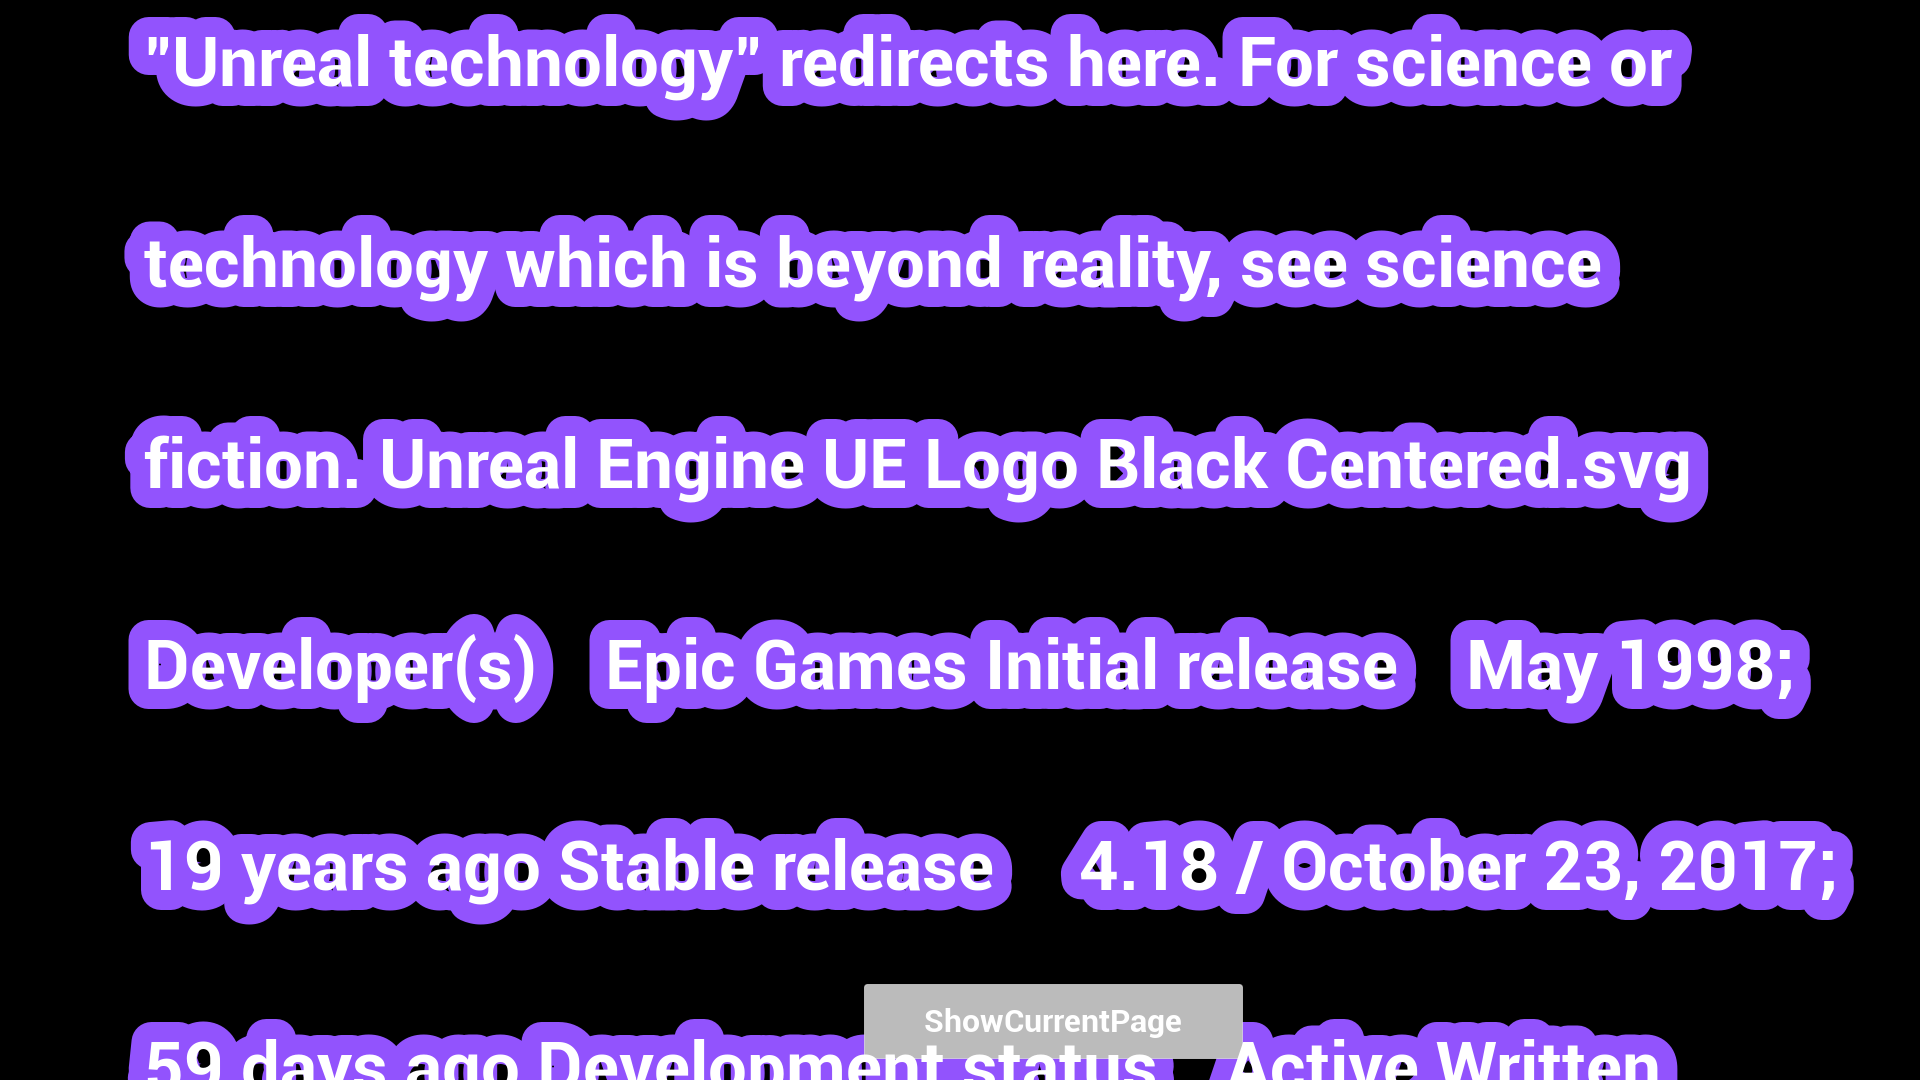 "Unreal technology" redirects here. For science or
technology which is beyond reality, see science
fiction. Unreal Engine UE Logo Black Centered.svg
Developer(s) Epic Games Initial release May 1998;
19 years ago Stable release 4.18 / October 23, 2017;
ShowCurrentPage
59 days ago Development status Active Written